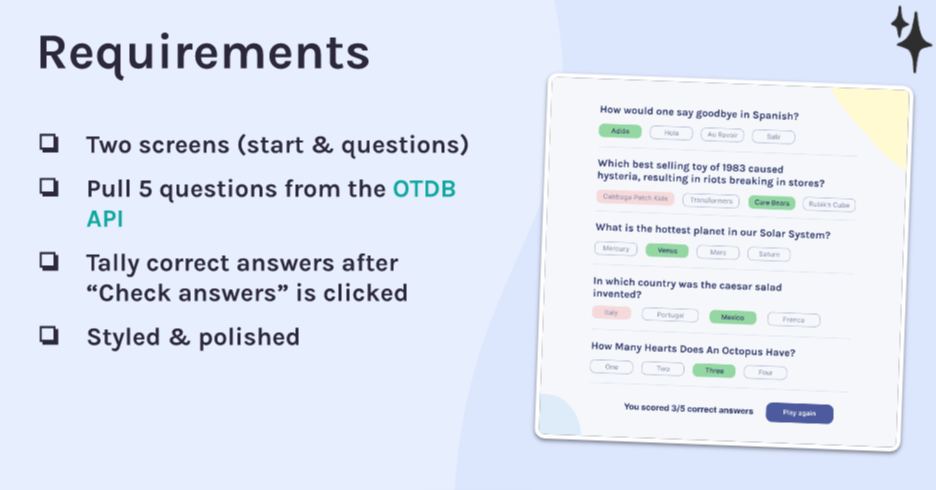 Requirements
Two screens (start & questions)
Pull 5 questions from the OTDB
API
Tally correct answers after
“Check answers” is clicked
Styled & polished
How would one say goodbye in Spanish?
Adiós Hola Au Revoir Salir
Which best selling toy of 1983 caused
hysteria, resulting in riots breaking in stores?
Cabbage Patch Kids Transformers Care Bears Rubik's Cube
What is the hottest planet in our Solar System?
Mercury Venus Mars Saturn
In which country was the caesar salad
invented?
Italy Portugal Mexico France
How Many Hearts Does An Octopus Have?
One Two Three Four
You scored 3/5 correct answers Play again